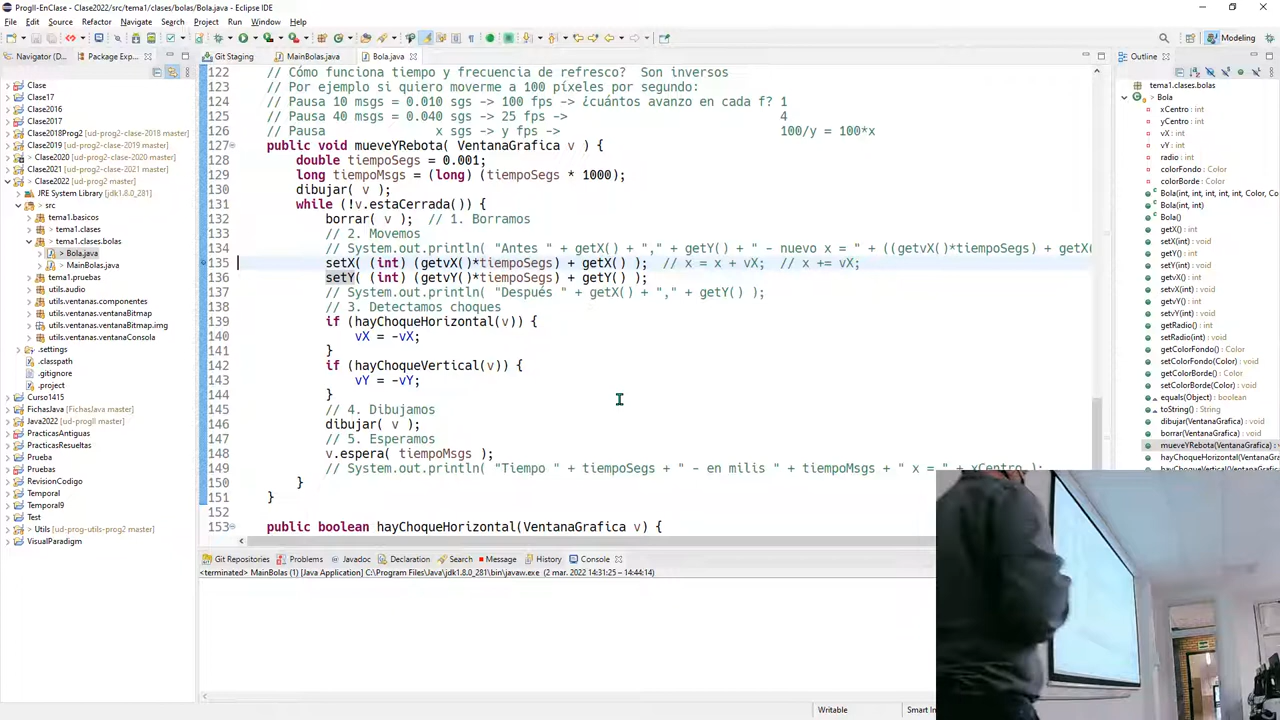 ProgII-EnClase - Clase2022/src/tema1/clases/bolas/Bola.java - Eclipse IDE
File Edit Source Refactor Navigate Search Project Run Window Help
Modeling
Navigator (D... Package Exp...
Git Staging MainBolas.java Bola.java
Outline
Clase
Clase17
Clase2016
Clase2017
Clase2018Prog2 [ud-prog2-clase-2018 master]
Clase2019 [ud-prog2-clase-2019 master]
> Clase2020 [ud-prog2-clase-2020 master]
Clase2021 [ud-prog2-clase-2021 master]
> Clase2022 [ud-prog2 master]
JRE System Library [jdk1.8.0_281]
> src
tema1.basicos
tema1.clases
> tema1.clases.bolas
> Bola.java
> MainBolas.java
tema1.pruebas
utils.audio
utils.ventanas.ventanaBitmap
utils.ventanas.ventanaBitmap.img
utils.ventanas.ventanaConsola
.settings
.classpath
.gitignore
.project
Curso1415
FichasJava [FichasJava master]
Java2022 [ud-progII master]
PracticasAntiguas
PracticasResueltas
Prueba
Pruebas
RevisionCodigo
Temporal
Temporal9
Test
> Utils [ud-prog-utils-prog2 master]
VisualParadigm
122 // Cómo funciona tiempo y frecuencia de refresco? Son inversos
123 // Por ejemplo si quiero moverme a 100 píxeles por segundo:
124 // Pausa 10 msgs = 0.010 sgs -> 100 fps -> ¿cuántos avanzo en cada f? 1
125 // Pausa 40 msgs = 0.040 sgs -> 25 fps -> 4
126 // Pausa x sgs -> y fps -> 100/y = 100*x
127 public void mueveYRebota( VentanaGrafica v ) {
128 double tiempoSegs = 0.001;
129 long tiempoMsgs = (long) (tiempoSegs * 1000);
130 dibujar( v );
131 while (!v.estaCerrada()) {
132 borrar( v ); // 1. Borramos
133 // 2. Movemos
134 // System.out.println( "Antes " + getX() + "," + getY() + " - nuevo x = " + ((getvX()*tiempoSegs) + getX
135 setX( (int) (getvX()*tiempoSegs) + getX() ); // x = x + vX; // x += vX;
136 setY( (int) (getvY()*tiempoSegs) + getY() );
137 // System.out.println( "Después " + getX() + "," + getY() );
138 // 3. Detectamos choques
139 if (hayChoqueHorizontal(v)) {
140 vX = -vX;
141 }
142 if (hayChoqueVertical(v)) {
143 vY = -vY;
144 }
145 // 4. Dibujamos
146 dibujar( v );
147 // 5. Esperamos
148 v.espera( tiempoMsgs );
149 // System.out.println( "Tiempo " + tiempoSegs + " - en milis " + tiempoMsgs + " x = " + xCentro );
150 }
151 }
152
153 public boolean hayChoqueHorizontal(VentanaGrafica v) {
tema1.clases.bolas
Bola
xCentro : int
yCentro : int
vX : int
vY : int
radio : int
colorFondo : Color
colorBorde : Color
Bola(int, int, int, int, Color, Co
Bola(int, int)
Bola()
getX() : int
setX(int) : void
getY() : int
setY(int) : void
getvX() : int
setvX(int) : void
getvY() : int
setvY(int) : void
getRadio() : int
setRadio(int) : void
getColorFondo() : Color
setColorFondo(Color) : void
getColorBorde() : Color
setColorBorde(Color) : void
equals(Object) : boolean
toString() : String
dibujar(VentanaGrafica) : void
borrar(VentanaGrafica) : void
mueveYRebota(VentanaGrafica) : v
Git Repositories Problems Javadoc Declaration Search Message History Console
<terminated> MainBolas (1) [Java Application] C:\Program Files\Java\jdk1.8.0_281\bin\javaw.exe (2 mar. 2022 14:31:25 – 14:44:14)
Writable Smart In